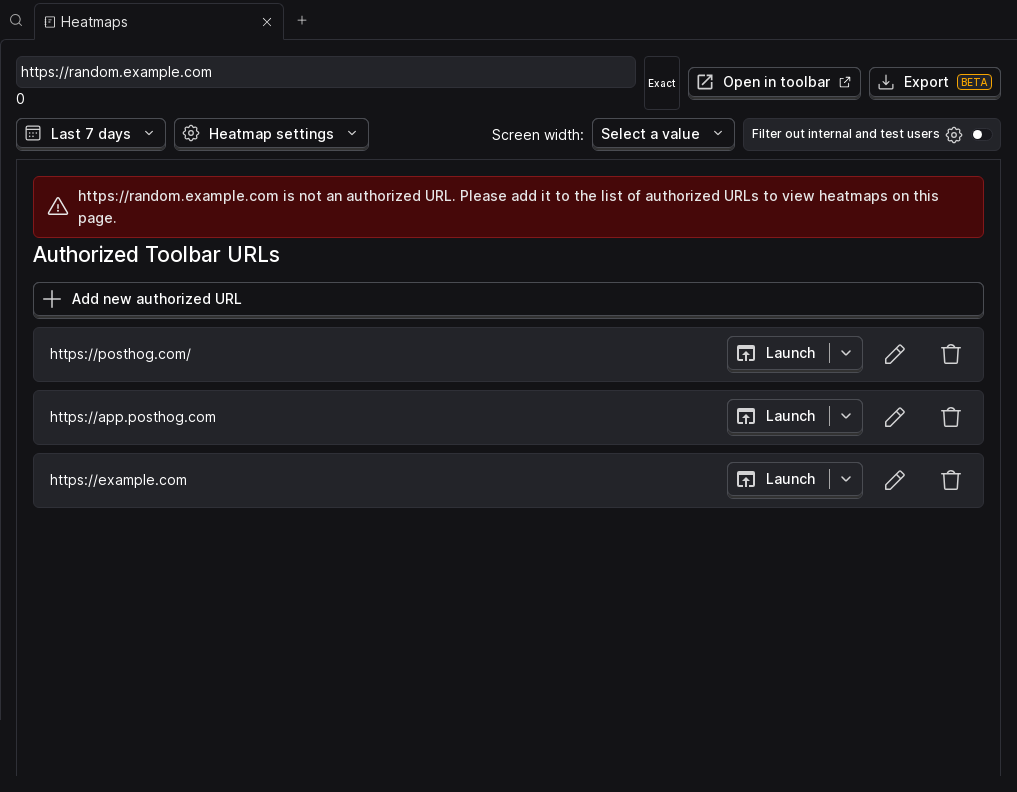 Heatmaps
https://random.example.com
Exact
Open in toolbar
Export BETA
0
Last 7 days
Heatmap settings
Screen width:
Select a value
Filter out internal and test users
https://random.example.com is not an authorized URL. Please add it to the list of authorized URLs to view heatmaps on this
page.
Authorized Toolbar URLs
Add new authorized URL
https://posthog.com/
Launch
https://app.posthog.com
Launch
https://example.com
Launch